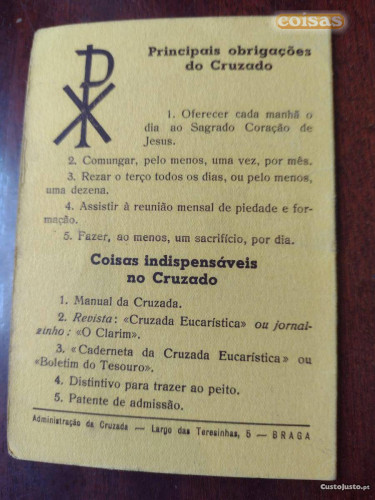 coisas
Principais obrigações
do Cruzado
1. Oferecer cada manhã o
dia ao Sagrado Coração de
Jesus.
2. Comungar, pelo menos, uma vez, por mês.
3. Rezar o terço todos os dias, ou pelo menos,
uma dezena.
4. Assistir à reunião mensal de piedade e for-
mação.
5. Fazer, ao menos, um sacrifício, por dia.
Coisas indispensáveis
no Cruzado
1. Manual da Cruzada.
2. Revista: «Cruzada Eucarística» ou jornal-
zinho: «O Clarim».
3. «Caderneta da Cruzada Eucarística» ou
«Boletim do Tesouro».
4. Distintivo para trazer ao peito.
5. Patente de admissão.
Administração da Cruzada — Largo das Teresinhas, 5 — BRAGA
CustoJusto.pt